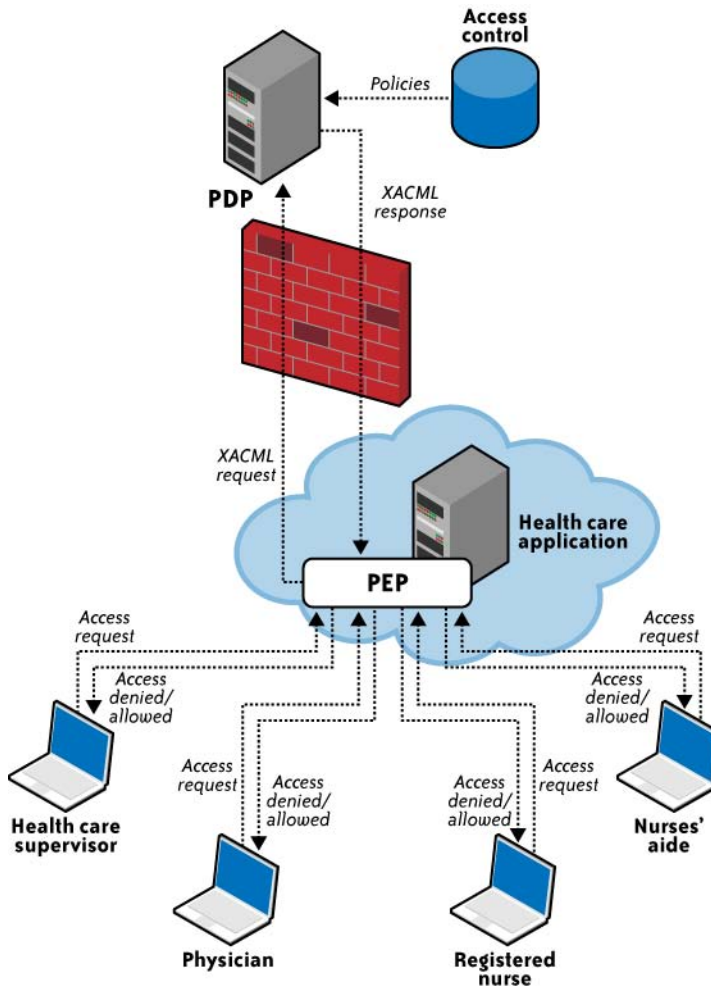 Access
control
Policies
PDP
XACML
response
XACML
request
Health care
application
PEP
Access
request
Access
denied/
allowed
Access
request
Access
denied/
allowed
Access
denied/
allowed
Access
request
Access
request
Access
denied/
allowed
Health care
supervisor
Physician
Registered
nurse
Nurses’
aide